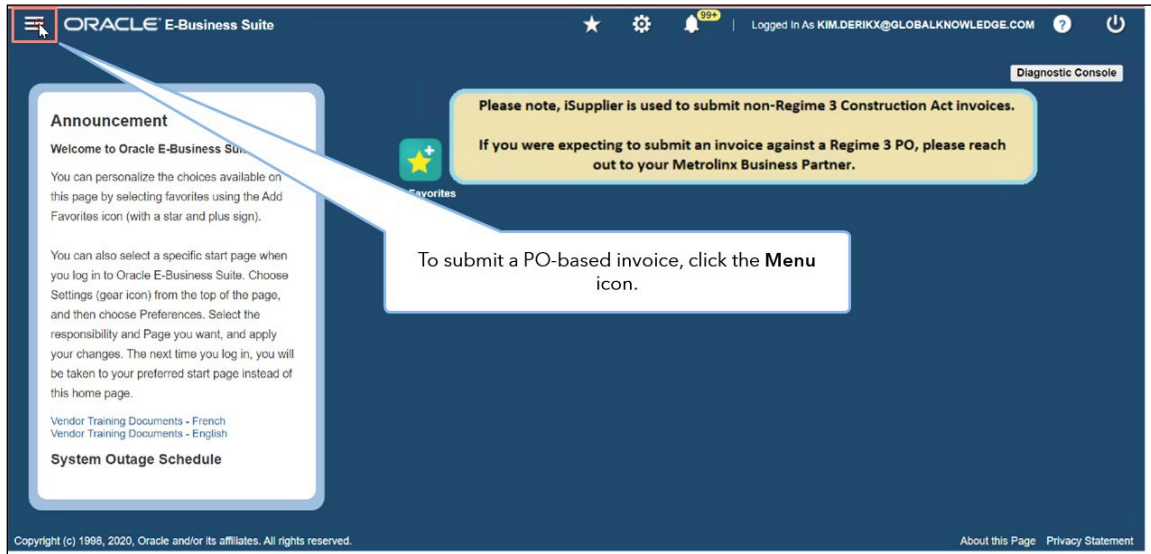 ORACLE E-Business Suite
99+
Logged In As KIM.DERIKX@GLOBALKNOWLEDGE.COM
?
Diagnostic Console
Announcement
Welcome to Oracle E-Business
You can personalize the choices available on
this page by selecting favorites using the Add
Favorites icon (with a star and plus sign).
You can also select a specific start page when
you log in to Oracle E-Business Suite. Choose
Settings (gear icon) from the top of the page,
and then choose Preferences. Select the
responsibility and Page you want, and apply
your changes. The next time you log in, you will
be taken to your preferred start page instead of
this home page.
Vendor Training Documents - French
Vendor Training Documents - English
System Outage Schedule
Favorites
Please note, iSupplier is used to submit non-Regime 3 Construction Act invoices.
If you were expecting to submit an invoice against a Regime 3 PO, please reach
out to your Metrolinx Business Partner.
To submit a PO-based invoice, click the Menu
icon.
Copyright (c) 1998, 2020, Oracle and/or its affiliates. All rights reserved.
About this Page Privacy Statement